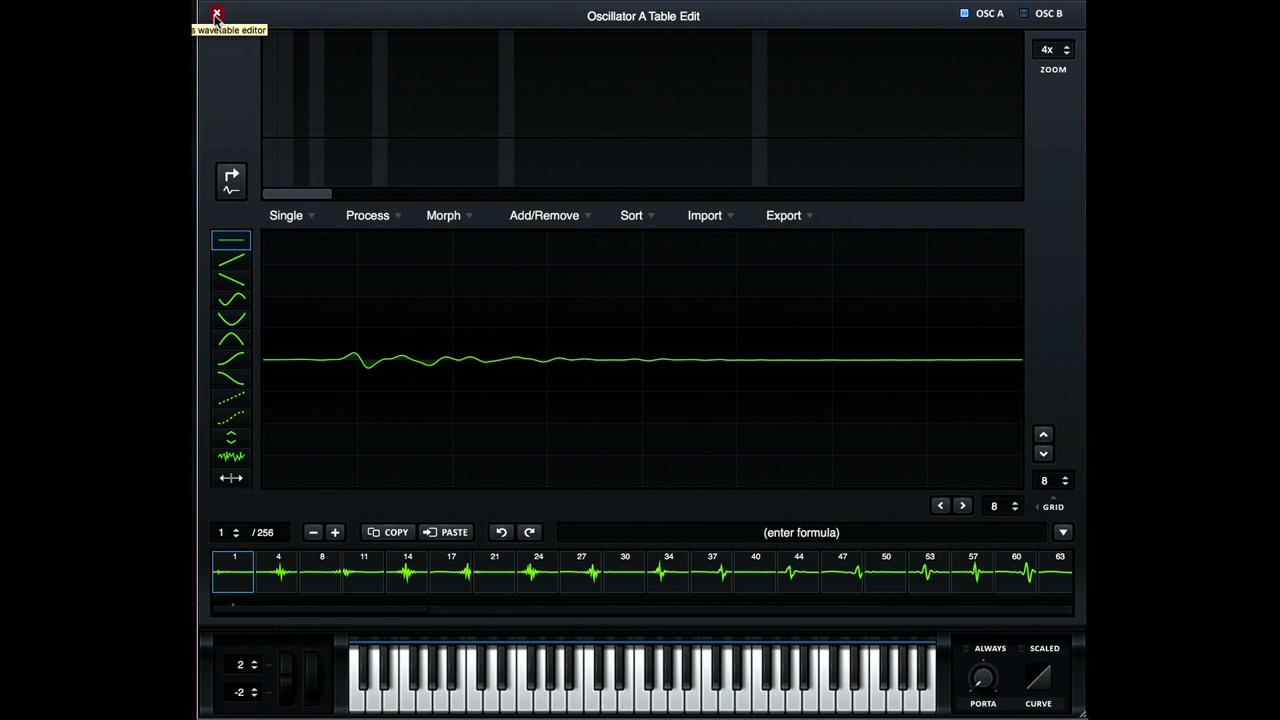 Oscillator A Table Edit
OSC A
OSC B
s wavetable editor
4x
ZOOM
Single
Process
Morph
Add/Remove
Sort
Import
Export
8
8
GRID
1 / 256
COPY
PASTE
(enter formula)
1 4 8 11 14 17 21 24 27 30 34 37 40 44 47 50 53 57 60 63
2
ALWAYS
SCALED
-2
PORTA
CURVE